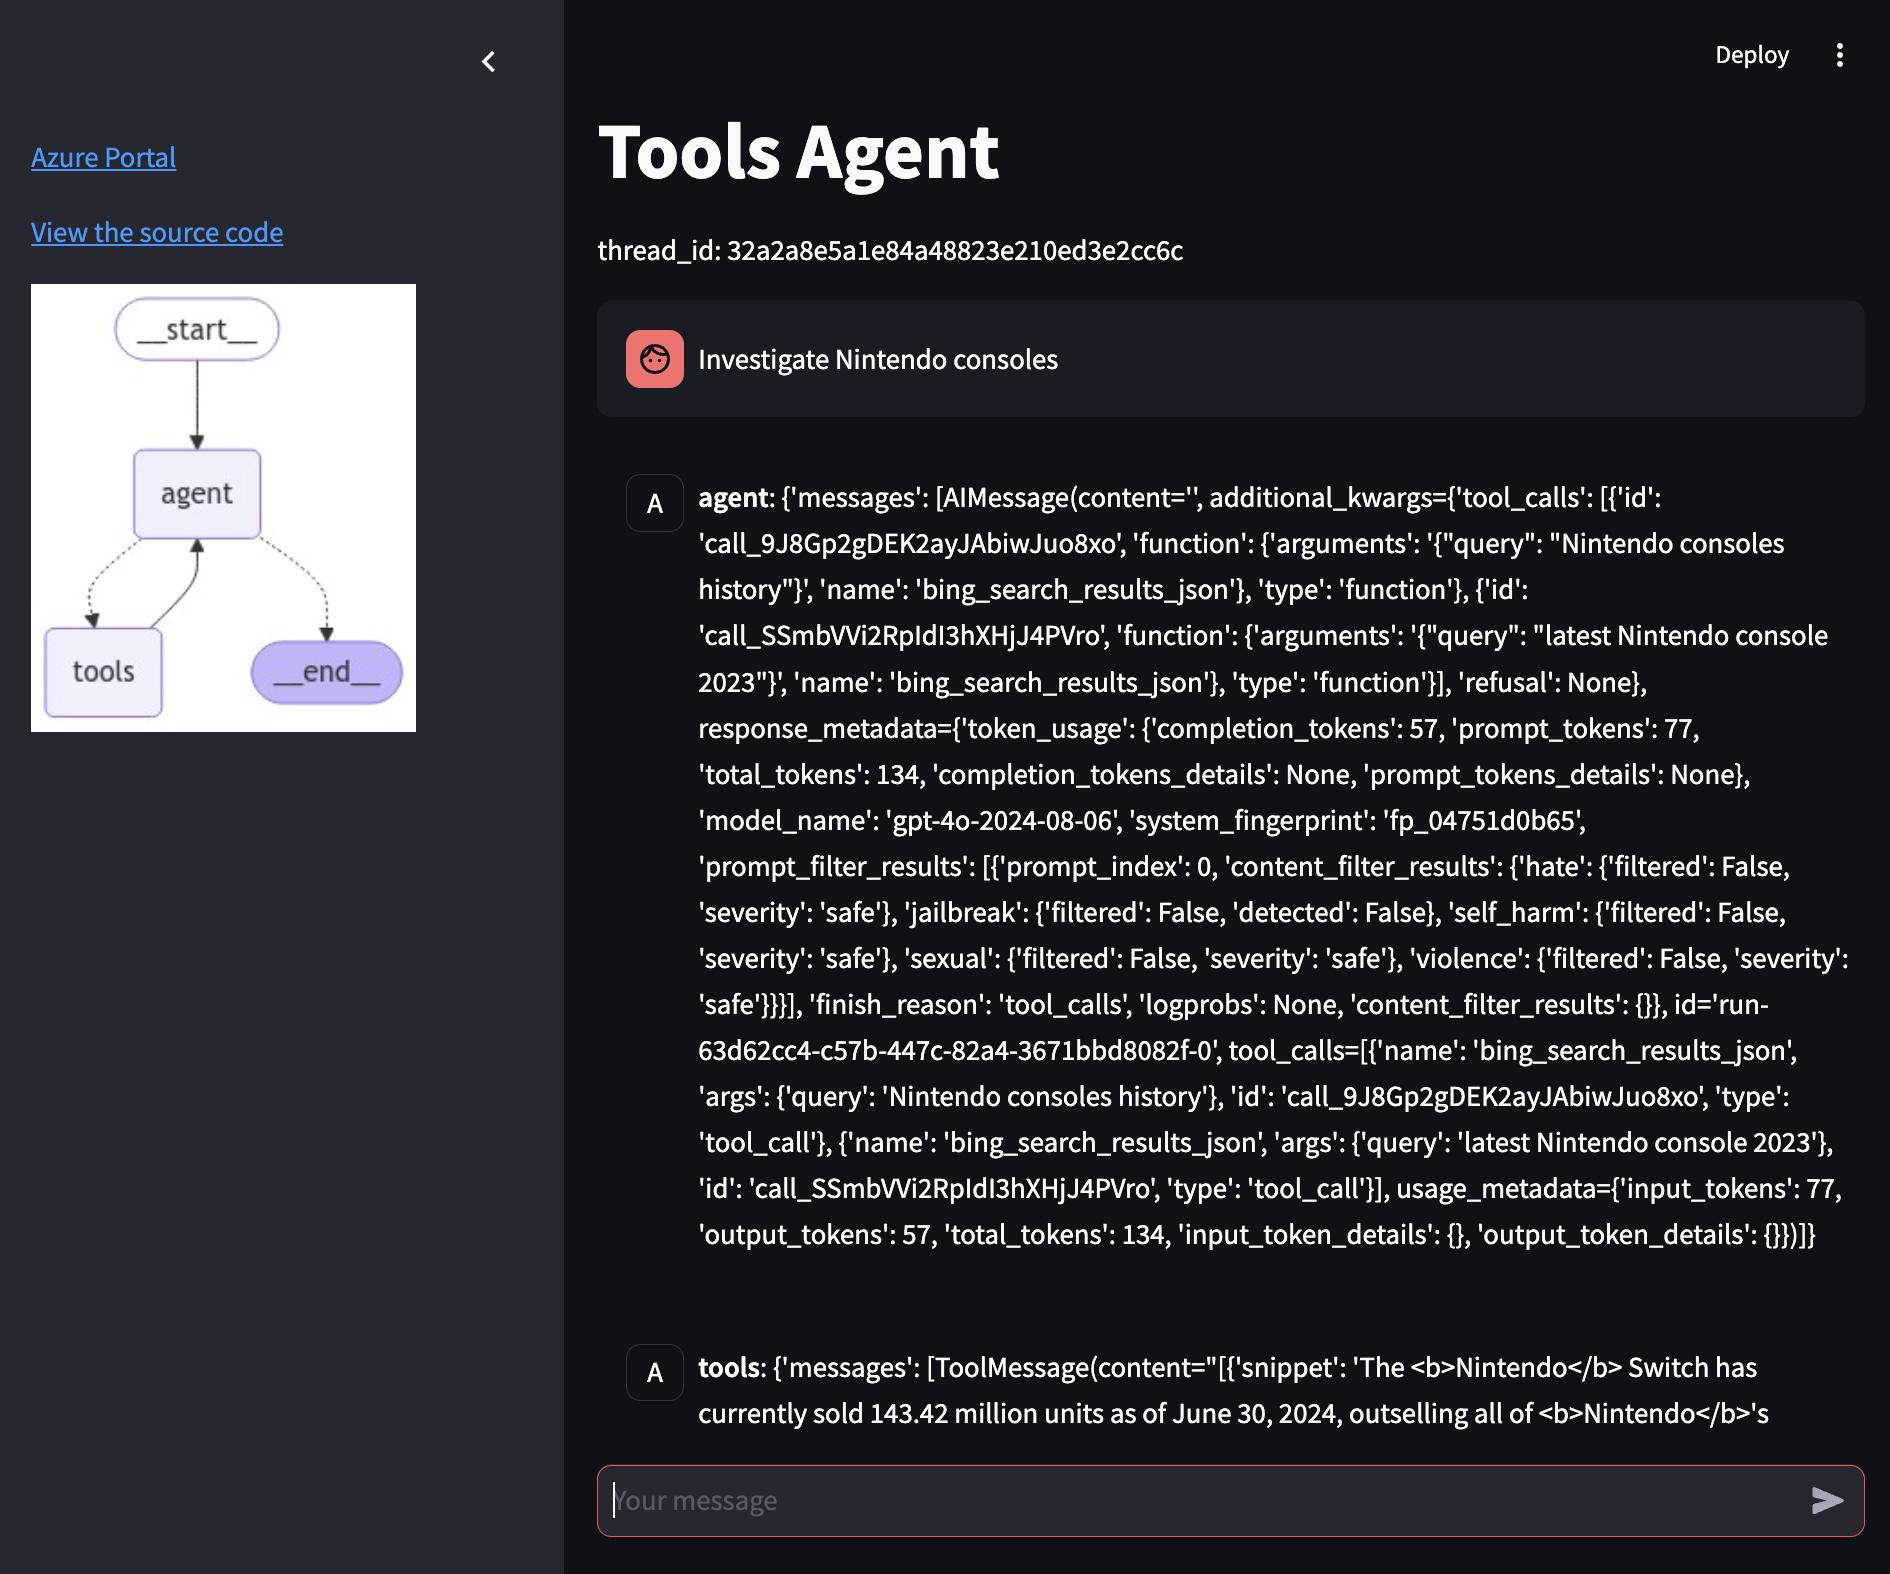 Deploy
Azure Portal
View the source code
__start__
agent
tools
__end__
Tools Agent
thread_id: 32a2a8e5a1e84a48823e210ed3e2cc6c
Investigate Nintendo consoles
A
agent: {'messages': [AIMessage(content='', additional_kwargs={'tool_calls': [{'id':
'call_9J8Gp2gDEK2ayJAbiwJuo8xo', 'function': {'arguments': '{"query": "Nintendo consoles
history"}', 'name': 'bing_search_results_json'}, 'type': 'function'}, {'id':
'call_SSmbVVi2RpIdI3hXHjJ4PVro', 'function': {'arguments': '{"query": "latest Nintendo console
2023"}', 'name': 'bing_search_results_json'}, 'type': 'function'}], 'refusal': None},
response_metadata={'token_usage': {'completion_tokens': 57, 'prompt_tokens': 77,
'total_tokens': 134, 'completion_tokens_details': None, 'prompt_tokens_details': None},
'model_name': 'gpt-4o-2024-08-06', 'system_fingerprint': 'fp_04751d0b65',
'prompt_filter_results': [{'prompt_index': 0, 'content_filter_results': {'hate': {'filtered': False,
'severity': 'safe'}, 'jailbreak': {'filtered': False, 'detected': False}, 'self_harm': {'filtered': False,
'severity': 'safe'}, 'sexual': {'filtered': False, 'severity': 'safe'}, 'violence': {'filtered': False, 'severity':
'safe'}}}], 'finish_reason': 'tool_calls', 'logprobs': None, 'content_filter_results': {}}, id='run-
63d62cc4-c57b-447c-82a4-3671bbd8082f-0', tool_calls=[{'name': 'bing_search_results_json',
'args': {'query': 'Nintendo consoles history'}, 'id': 'call_9J8Gp2gDEK2ayJAbiwJuo8xo', 'type':
'tool_call'}, {'name': 'bing_search_results_json', 'args': {'query': 'latest Nintendo console 2023'},
'id': 'call_SSmbVVi2RpIdI3hXHjJ4PVro', 'type': 'tool_call'}], usage_metadata={'input_tokens': 77,
'output_tokens': 57, 'total_tokens': 134, 'input_token_details': {}, 'output_token_details': {}})]}
A
tools: {'messages': [ToolMessage(content="[{'snippet': 'The <b>Nintendo</b> Switch has
currently sold 143.42 million units as of June 30, 2024, outselling all of <b>Nintendo</b>'s
Your message